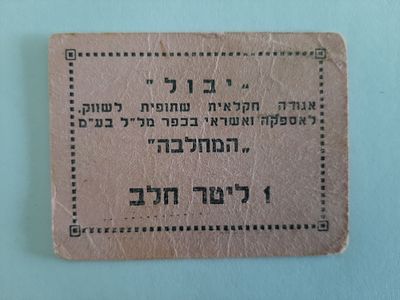 „יבול"
אגודה חקלאית שתופית לשווק,
לאספקה ואשראי בכפר מל"ל בע"מ
„המחלבה"
1 ליטר חלב